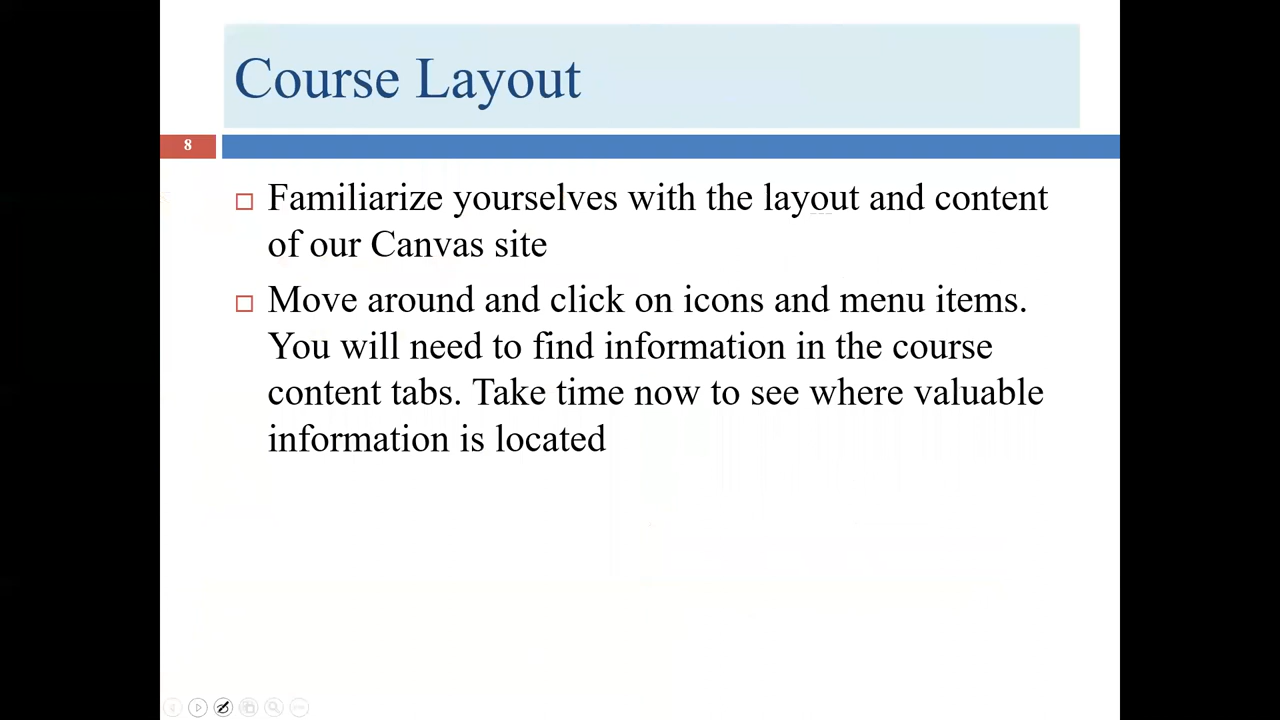 Course Layout
8
Familiarize yourselves with the layout and content
of our Canvas site
Move around and click on icons and menu items.
You will need to find information in the course
content tabs. Take time now to see where valuable
information is located